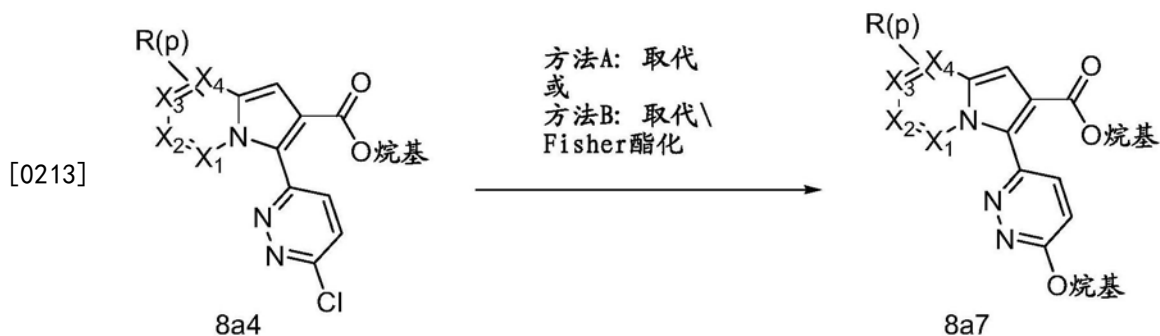 R(p)
X4
X3
X2
X1
N
O
O烷基
N
N
Cl
8a4
[0213]
方法A: 取代
或
方法B: 取代\
Fisher酯化
R(p)
X4
X3
X2
X1
N
O
O烷基
N
N
O烷基
8a7